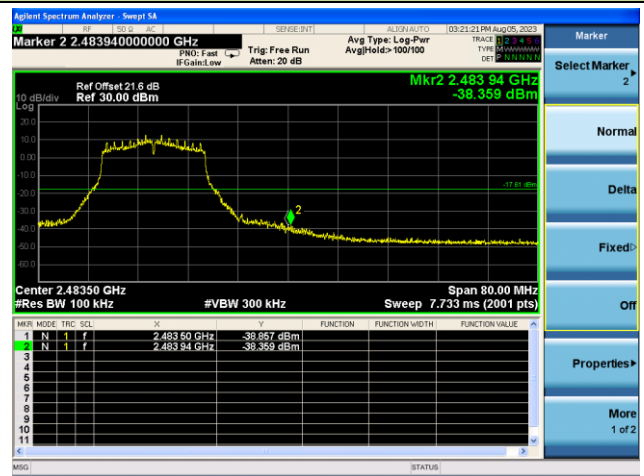 Agilent Spectrum Analyzer - Swept SA
RF 50 Ω AC SENSE:INT ALIGN AUTO 03:21:21 PM Aug 05, 2023
Marker 2 2.483940000000 GHz
PNO: Fast
IFGain:Low
Trig: Free Run
Atten: 20 dB
Avg Type: Log-Pwr
Avg|Hold:> 100/100
TRACE 1 2 3 4 5 6
TYPE M
DET P N N N N N
Marker
Select Marker
2
Normal
Delta
Fixed
Off
Properties
More
1 of 2
Ref Offset 21.6 dB
10 dB/div Ref 30.00 dBm
Log
Mkr2 2.483 94 GHz
-38.359 dBm
20.0
10.0
0.00
-10.0
-20.0
-30.0
-40.0
-50.0
-60.0
-17.61 dBm
2
Center 2.48350 GHz Span 80.00 MHz
#Res BW 100 kHz #VBW 300 kHz Sweep 7.733 ms (2001 pts)
MKR MODE TRC SCL X Y FUNCTION FUNCTION WIDTH FUNCTION VALUE
1 N 1 f 2.483 50 GHz -38.857 dBm
2 N 1 f 2.483 94 GHz -38.359 dBm
3
4
5
6
7
8
9
10
11
MSG STATUS